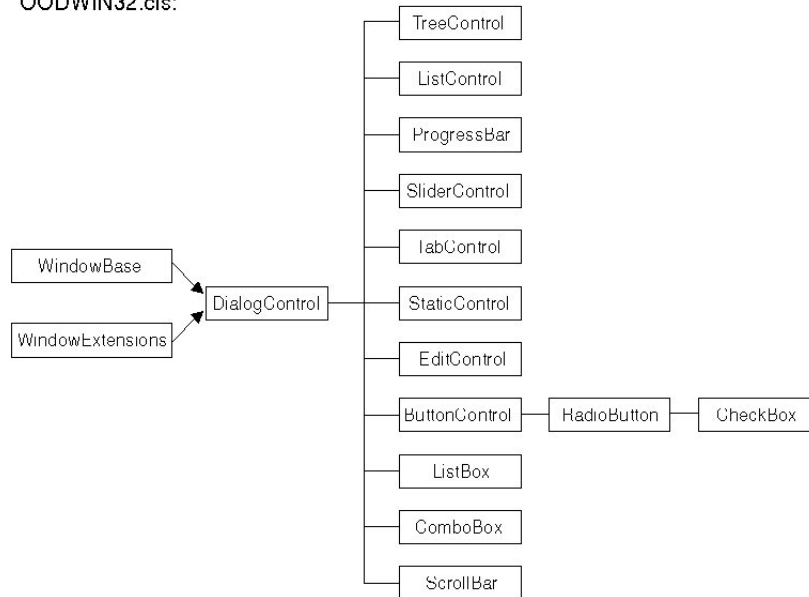 OODWIN32.cls:
TreeControl
ListControl
ProgressBar
SliderControl
TabControl
WindowBase
DialogControl
StaticControl
WindowExtensions
EditControl
ButtonControl
RadioButton
CheckBox
ListBox
ComboBox
ScrollBar